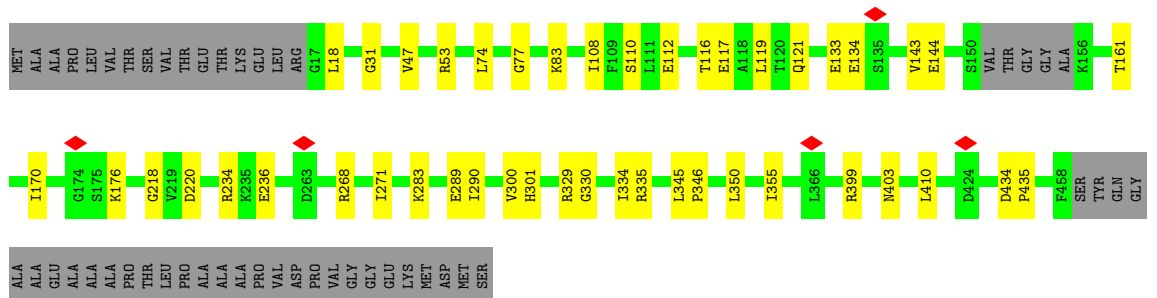 MET ALA ALA PRO LEU VAL THR SER VAL THR GLU THR THR LYS GLU LEU ARG G17 L18 G31 V47 R53 L74 G77 K83 I108 F109 S110 L111 E112 T116 E117 A118 L119 T120 Q121 E133 E134 S135 V143 E144 S150 VAL THR GLY GLY ALA K156 T161
I170 G174 S175 K176 G218 V219 D220 R234 K235 E236 D263 R268 I271 K283 E289 I290 V300 H301 R329 G330 I334 R335 L345 P346 L350 I355 L366 R399 N403 L410 D424 D434 P435 F458 SER TYR GLN GLY
ALA ALA GLU ALA ALA ALA PRO THR LEU PRO ALA ALA ALA PRO VAL ASP PRO VAL GLY GLY GLU LYS MET ASP MET SER